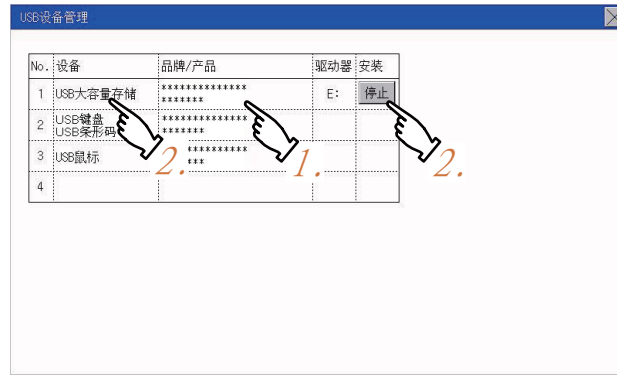 USB设备管理
No. 设备 品牌/产品 驱动器 安装
1 USB大容量存储 ************** ******* E: 停止
2 USB键盘 USB条形码 ************** *******
3 USB鼠标 ********** ***
4
2. 1. 2.